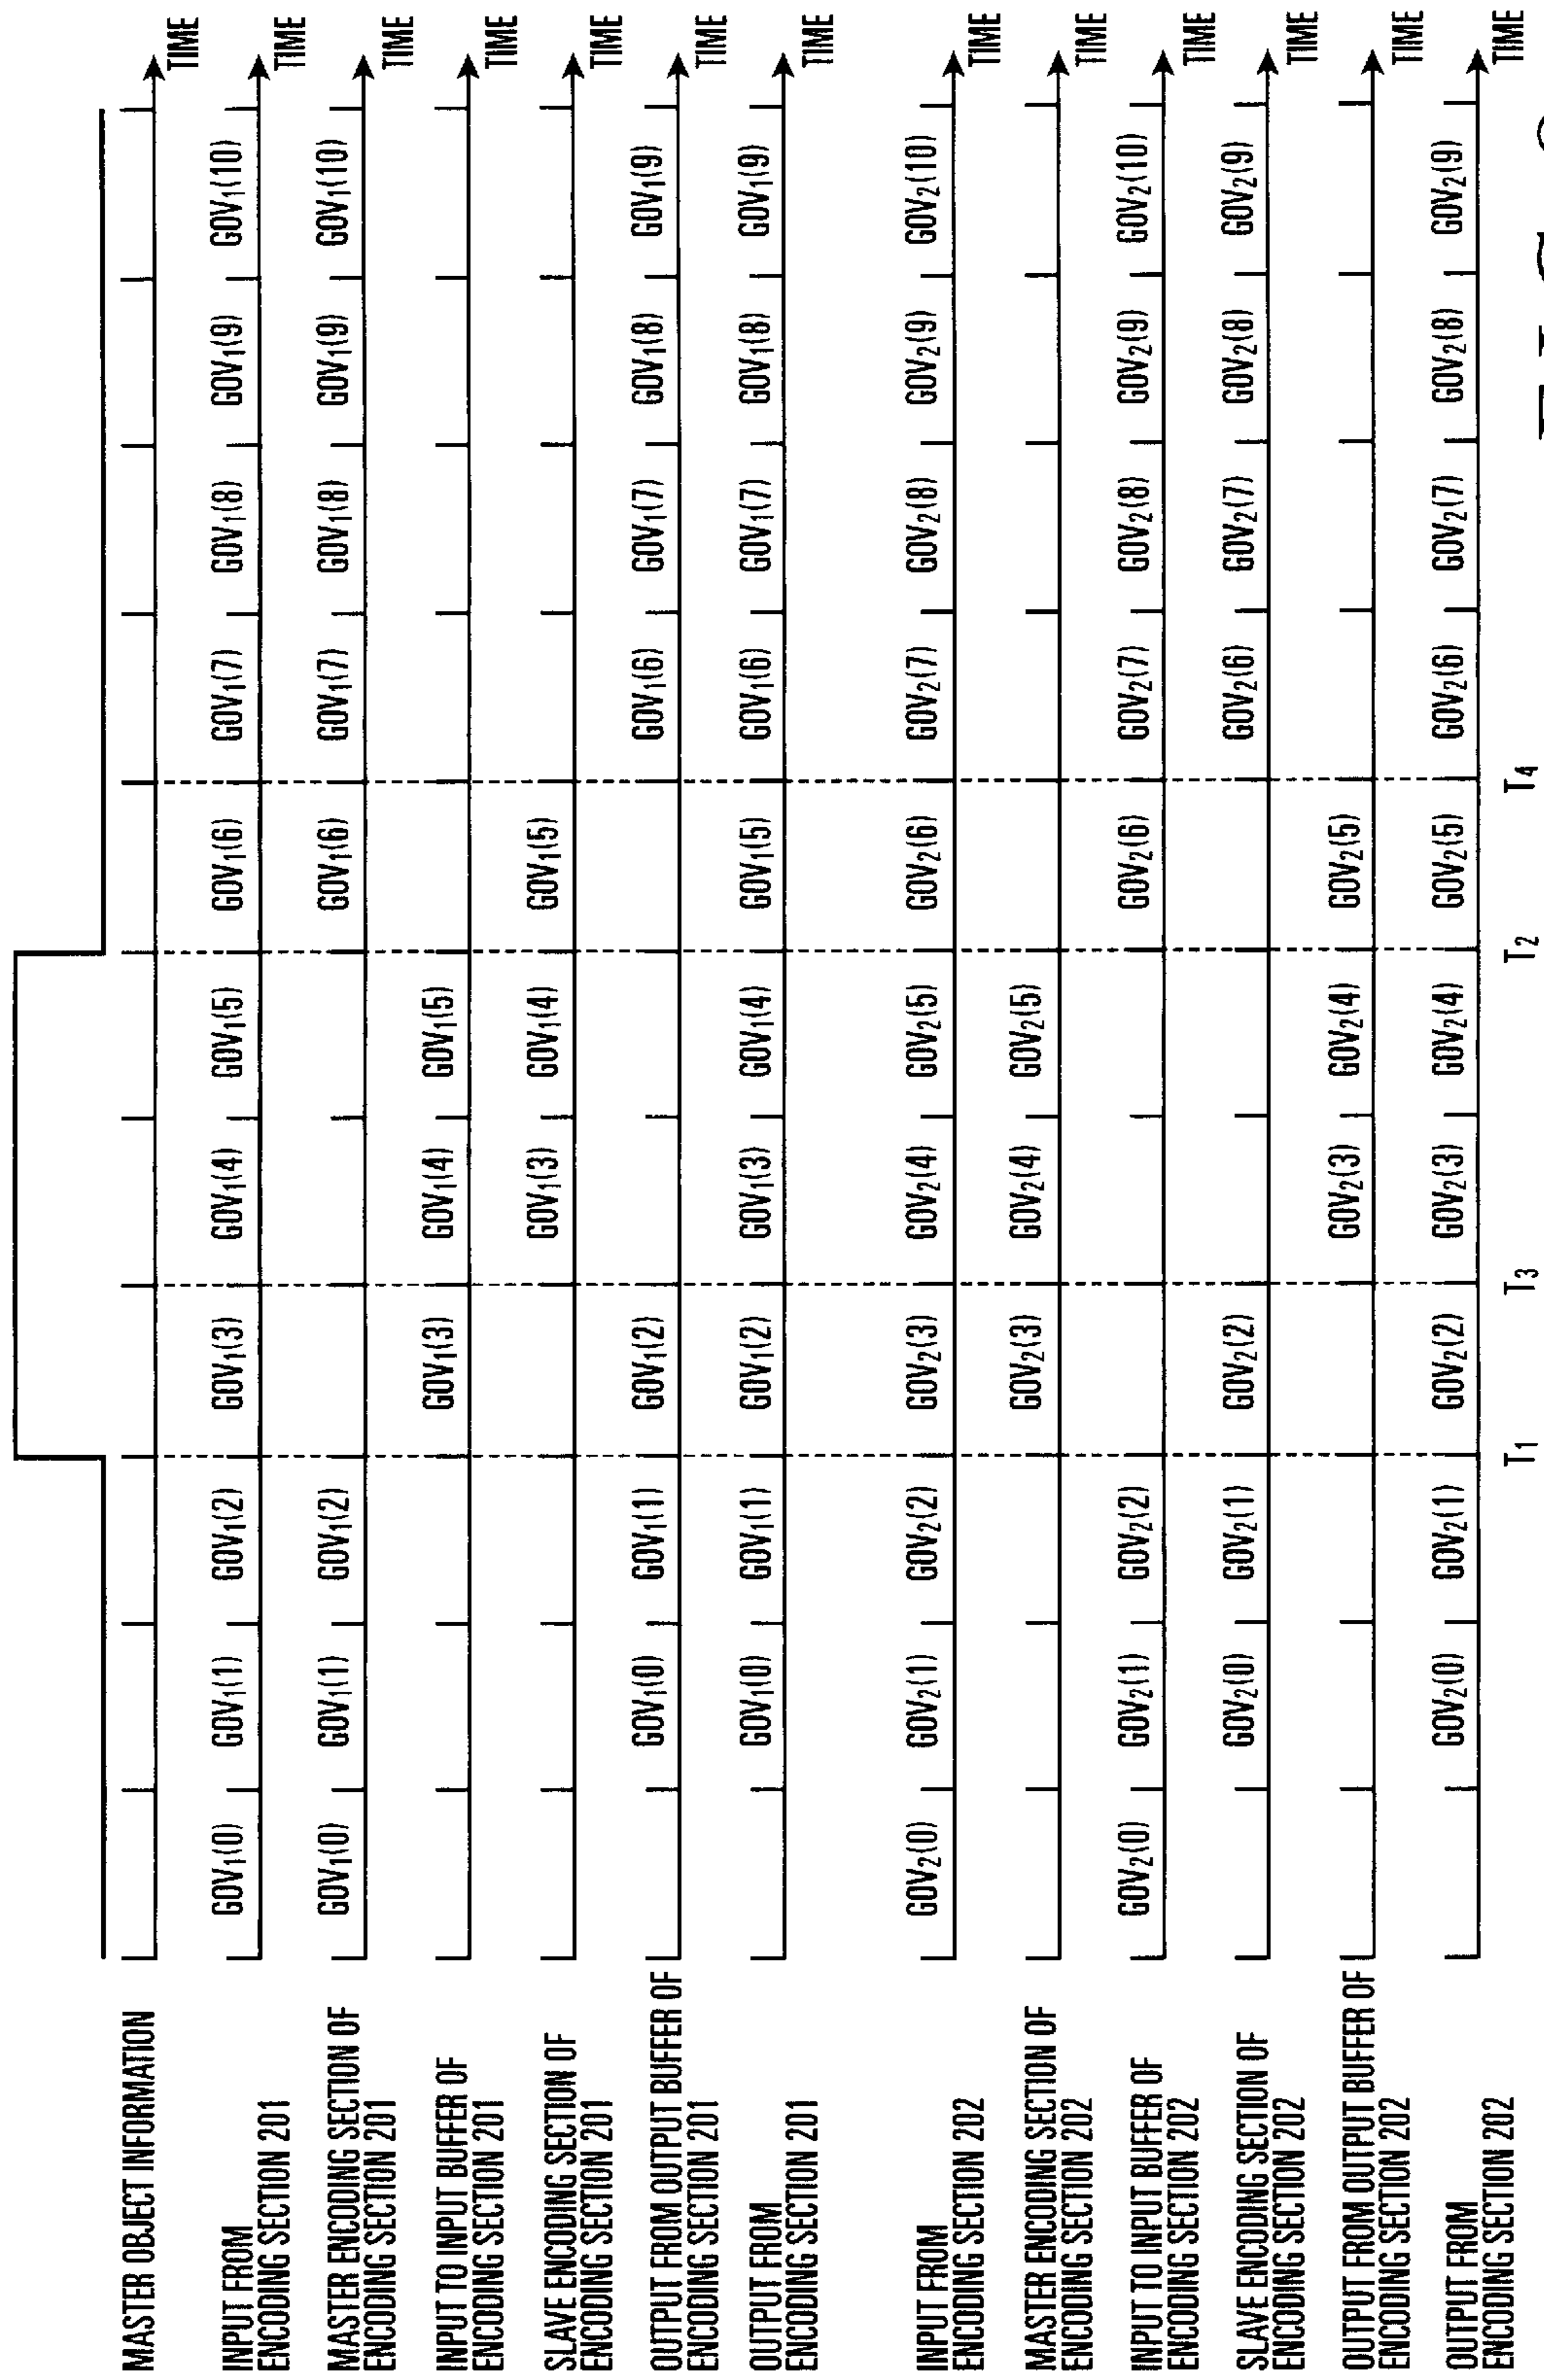 MASTER OBJECT INFORMATION
TIME
INPUT FROM
ENCODING SECTION 201
GOV1(0) GOV1(1) GOV1(2) GOV1(3) GOV1(4) GOV1(5) GOV1(6) GOV1(7) GOV1(8) GOV1(9) GOV1(10)
TIME
MASTER ENCODING SECTION OF
ENCODING SECTION 201
GOV1(0) GOV1(1) GOV1(2) GOV1(6) GOV1(7) GOV1(8) GOV1(9) GOV1(10)
TIME
INPUT TO INPUT BUFFER OF
ENCODING SECTION 201
GOV1(3) GOV1(4) GOV1(5)
TIME
SLAVE ENCODING SECTION OF
ENCODING SECTION 201
GOV1(3) GOV1(4) GOV1(5)
TIME
OUTPUT FROM OUTPUT BUFFER OF
ENCODING SECTION 201
GOV1(0) GOV1(1) GOV1(2) GOV1(6) GOV1(7) GOV1(8) GOV1(9)
TIME
OUTPUT FROM
ENCODING SECTION 201
GOV1(0) GOV1(1) GOV1(2) GOV1(3) GOV1(4) GOV1(5) GOV1(6) GOV1(7) GOV1(8) GOV1(9)
TIME
INPUT FROM
ENCODING SECTION 202
GOV2(0) GOV2(1) GOV2(2) GOV2(3) GOV2(4) GOV2(5) GOV2(6) GOV2(7) GOV2(8) GOV2(9) GOV2(10)
TIME
MASTER ENCODING SECTION OF
ENCODING SECTION 202
GOV2(3) GOV2(4) GOV2(5)
TIME
INPUT TO INPUT BUFFER OF
ENCODING SECTION 202
GOV2(0) GOV2(1) GOV2(2) GOV2(6) GOV2(7) GOV2(8) GOV2(9) GOV2(10)
TIME
SLAVE ENCODING SECTION OF
ENCODING SECTION 202
GOV2(0) GOV2(1) GOV2(2) GOV2(6) GOV2(7) GOV2(8) GOV2(9)
TIME
OUTPUT FROM OUTPUT BUFFER OF
ENCODING SECTION 202
GOV2(3) GOV2(4) GOV2(5)
TIME
OUTPUT FROM
ENCODING SECTION 202
GOV2(0) GOV2(1) GOV2(2) GOV2(3) GOV2(4) GOV2(5) GOV2(6) GOV2(7) GOV2(8) GOV2(9)
TIME
T1 T3 T2 T4